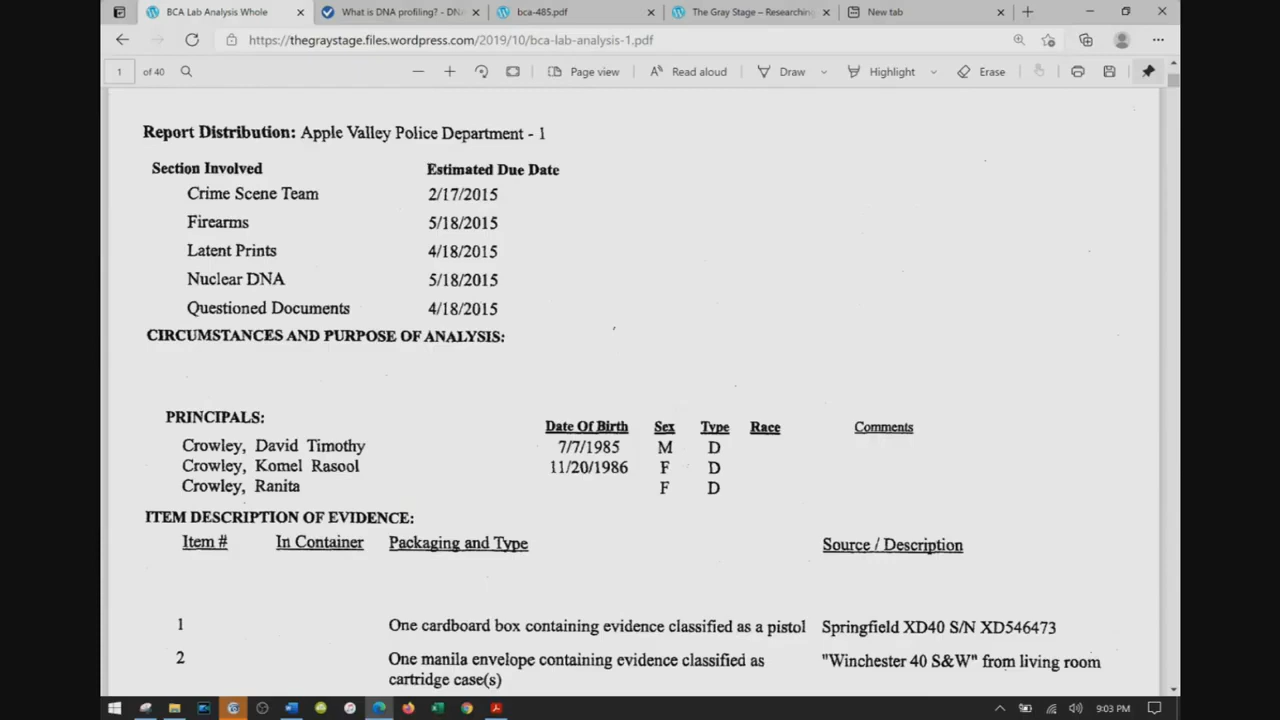 BCA Lab Analysis Whole
What is DNA profiling? - DN
bca-485.pdf
The Gray Stage – Researching
New tab
https://thegraystage.files.wordpress.com/2019/10/bca-lab-analysis-1.pdf
1 of 40
Page view
Read aloud
Draw
Highlight
Erase
Report Distribution: Apple Valley Police Department - 1
Section Involved Estimated Due Date
Crime Scene Team 2/17/2015
Firearms 5/18/2015
Latent Prints 4/18/2015
Nuclear DNA 5/18/2015
Questioned Documents 4/18/2015
CIRCUMSTANCES AND PURPOSE OF ANALYSIS:
PRINCIPALS:
Date Of Birth Sex Type Race Comments
Crowley, David Timothy 7/7/1985 M D
Crowley, Komel Rasool 11/20/1986 F D
Crowley, Ranita F D
ITEM DESCRIPTION OF EVIDENCE:
Item # In Container Packaging and Type Source / Description
1 One cardboard box containing evidence classified as a pistol Springfield XD40 S/N XD546473
2 One manila envelope containing evidence classified as "Winchester 40 S&W" from living room
cartridge case(s)
9:03 PM